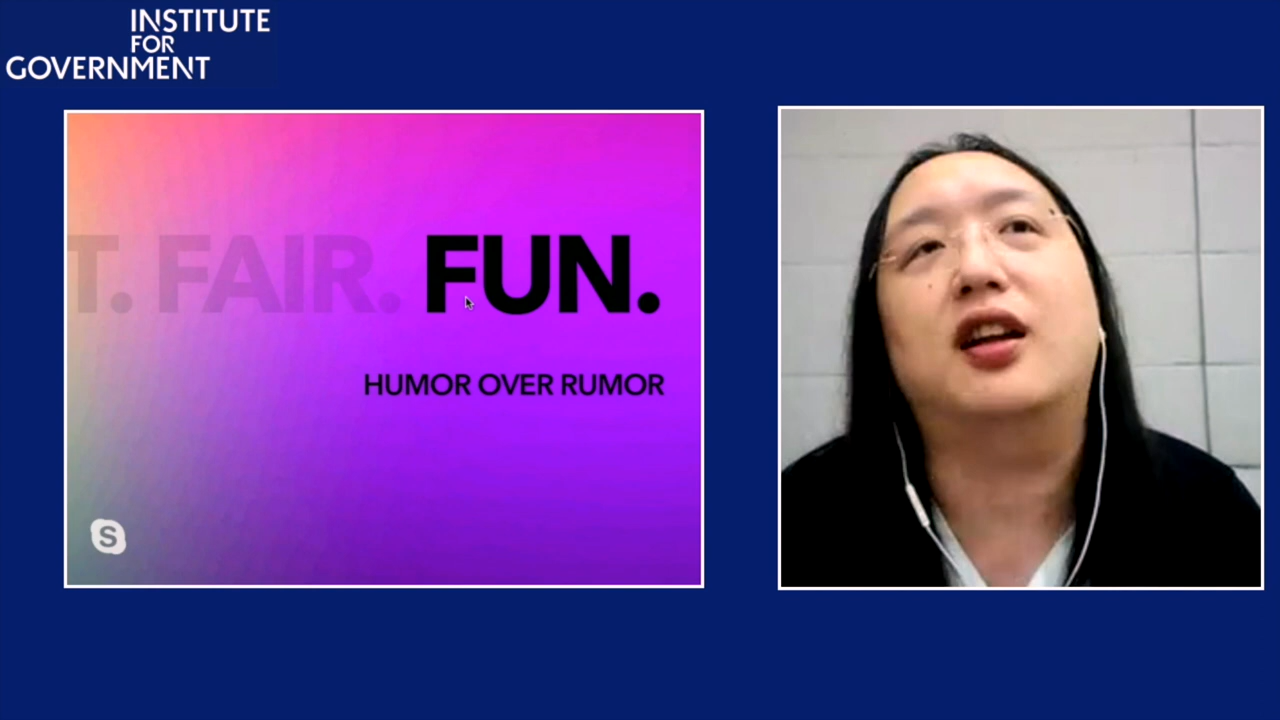 INSTITUTE
FOR
GOVERNMENT
T. FAIR. FUN.
HUMOR OVER RUMOR
S